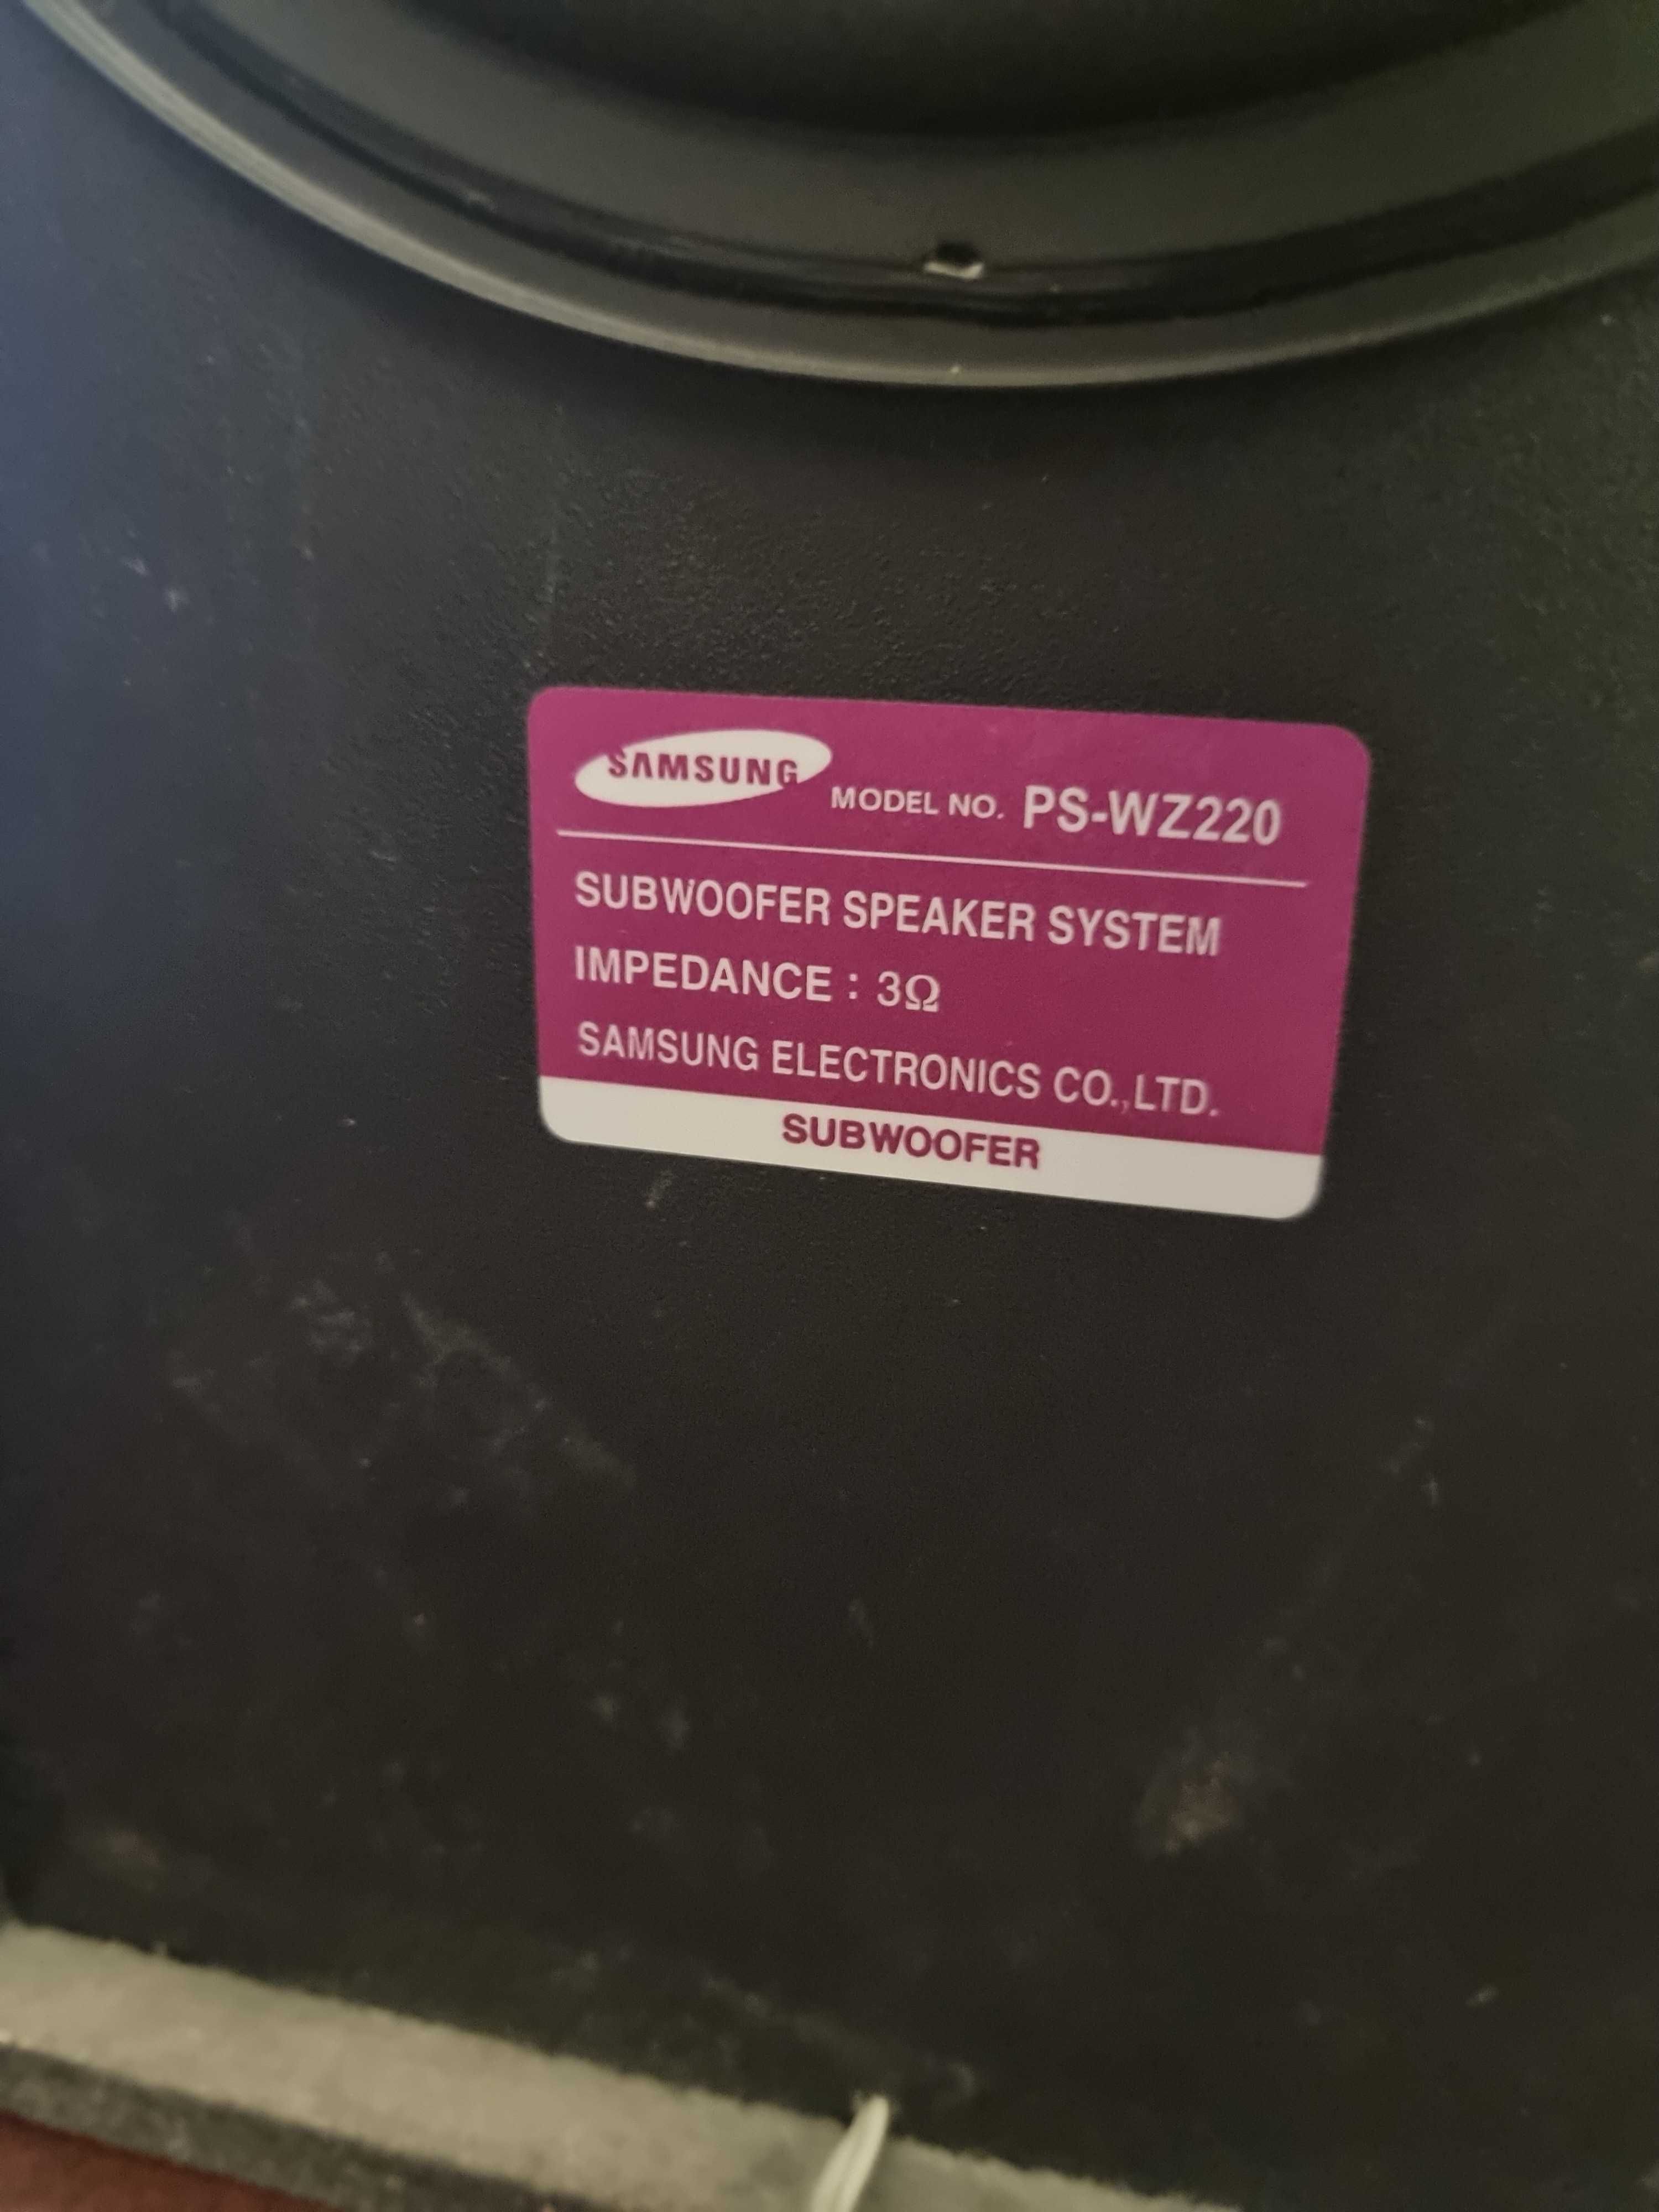 SAMSUNG MODEL NO. PS-WZ220
SUBWOOFER SPEAKER SYSTEM
IMPEDANCE : 3Ω
SAMSUNG ELECTRONICS CO.,LTD.
SUBWOOFER